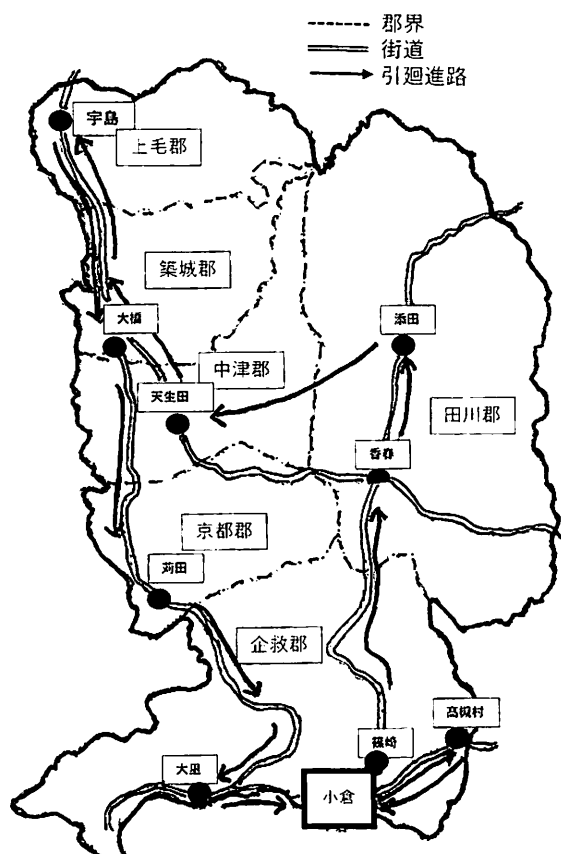 郡界
街道
引廻進路
宇島
上毛郡
築城郡
大橋
添田
中津郡
天生田
田川郡
香春
京都郡
苅田
企救郡
高槻村
篠崎
大里
小倉